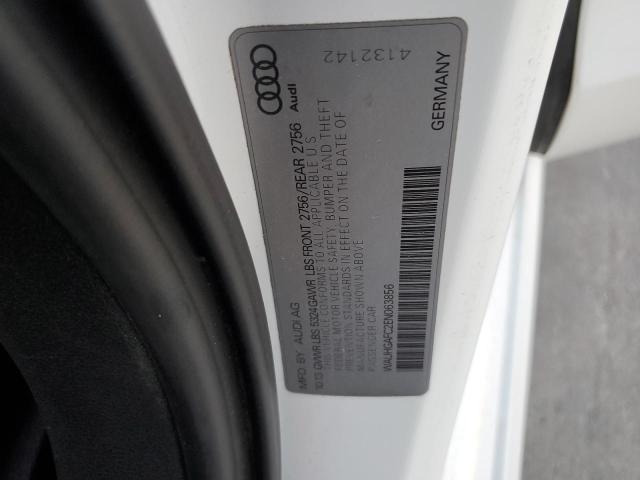 MFD BY AUDI AG
10 13 GVWR LBS 5324 GAWR LBS FRONT 2756/REAR 2756
THIS VEHICLE CONFORMS TO ALL APPLICABLE U S
FEDERAL MOTOR VEHICLE SAFETY, BUMPER AND THEFT
PREVENTION STANDARDS IN EFFECT ON THE DATE OF
MANUFACTURE SHOWN ABOVE
PASSENGER CAR
WAUHGAFC2EN063856
Audi
4132142
GERMANY